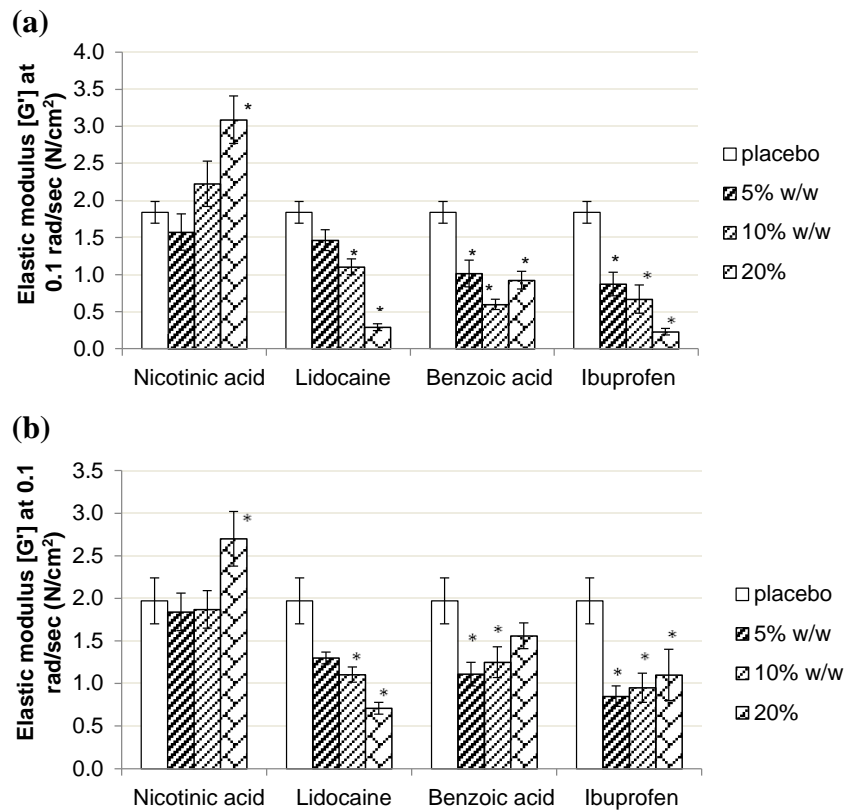 (a)
Elastic modulus [G'] at
0.1 rad/sec (N/cm²)
4.0
3.5
3.0
2.5
2.0
1.5
1.0
0.5
0.0
*
*
*
*
*
*
*
*
*
Nicotinic acid
Lidocaine
Benzoic acid
Ibuprofen
placebo
5% w/w
10% w/w
20%
(b)
Elastic modulus [G'] at 0.1
rad/sec (N/cm²)
3.5
3.0
2.5
2.0
1.5
1.0
0.5
0.0
*
*
*
*
*
*
*
*
Nicotinic acid
Lidocaine
Benzoic acid
Ibuprofen
placebo
5% w/w
10% w/w
20%